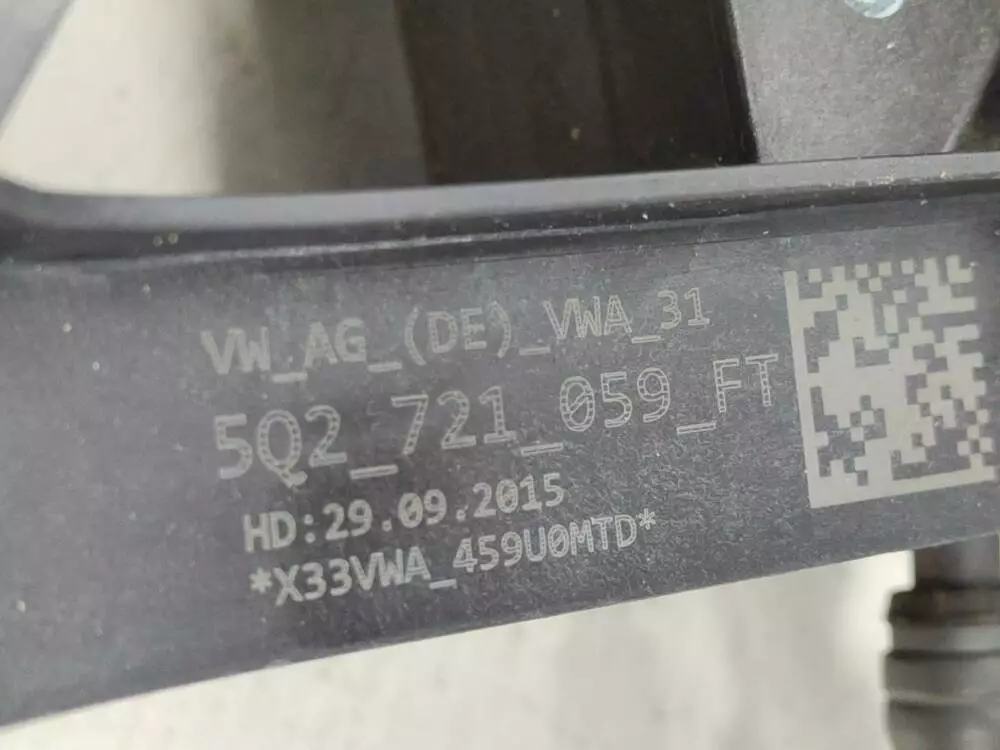 VW_AG_(DE)_VWA_31
5Q2_721_059_FT
HD:29.09.2015
*X33VWA_459U0MTD*